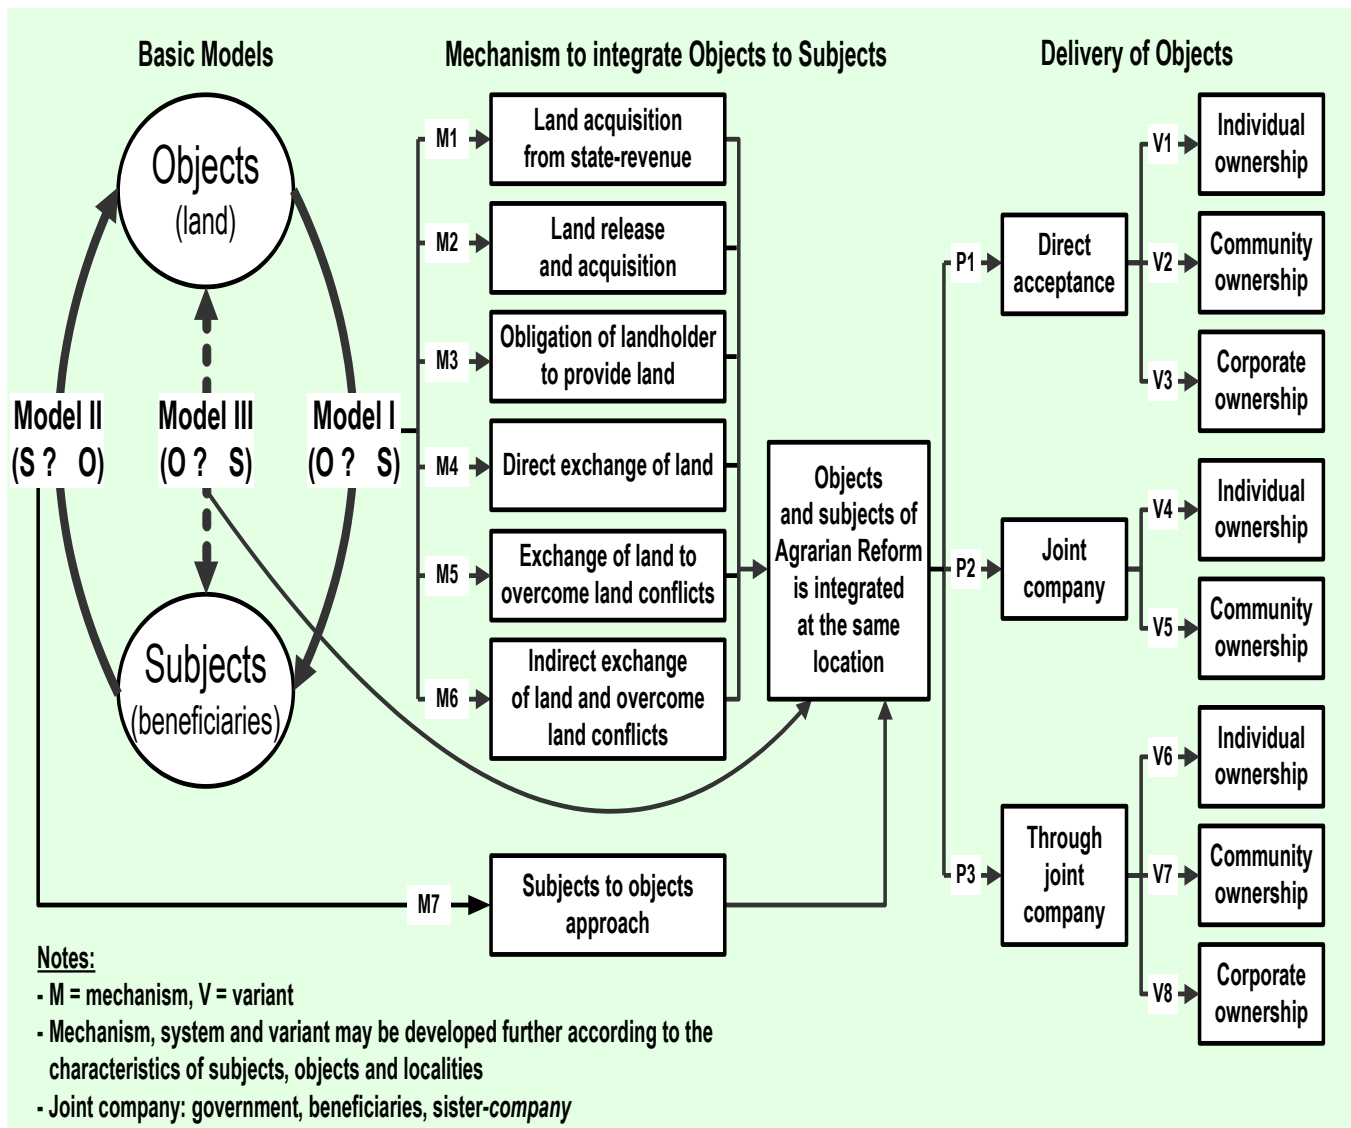 Basic Models
Mechanism to integrate Objects to Subjects
Delivery of Objects
Objects
(land)
Model II
(S ? O)
Model III
(O ? S)
Model I
(O ? S)
Subjects
(beneficiaries)
M1
Land acquisition
from state-revenue
M2
Land release
and acquisition
M3
Obligation of landholder
to provide land
M4
Direct exchange of land
M5
Exchange of land to
overcome land conflicts
M6
Indirect exchange
of land and overcome
land conflicts
M7
Subjects to objects
approach
Objects
and subjects of
Agrarian Reform
is integrated
at the same
location
P1
Direct
acceptance
V1
Individual
ownership
V2
Community
ownership
V3
Corporate
ownership
P2
Joint
company
V4
Individual
ownership
V5
Community
ownership
P3
Through
joint
company
V6
Individual
ownership
V7
Community
ownership
V8
Corporate
ownership
Notes:
- M = mechanism, V = variant
- Mechanism, system and variant may be developed further according to the
characteristics of subjects, objects and localities
- Joint company: government, beneficiaries, sister-company